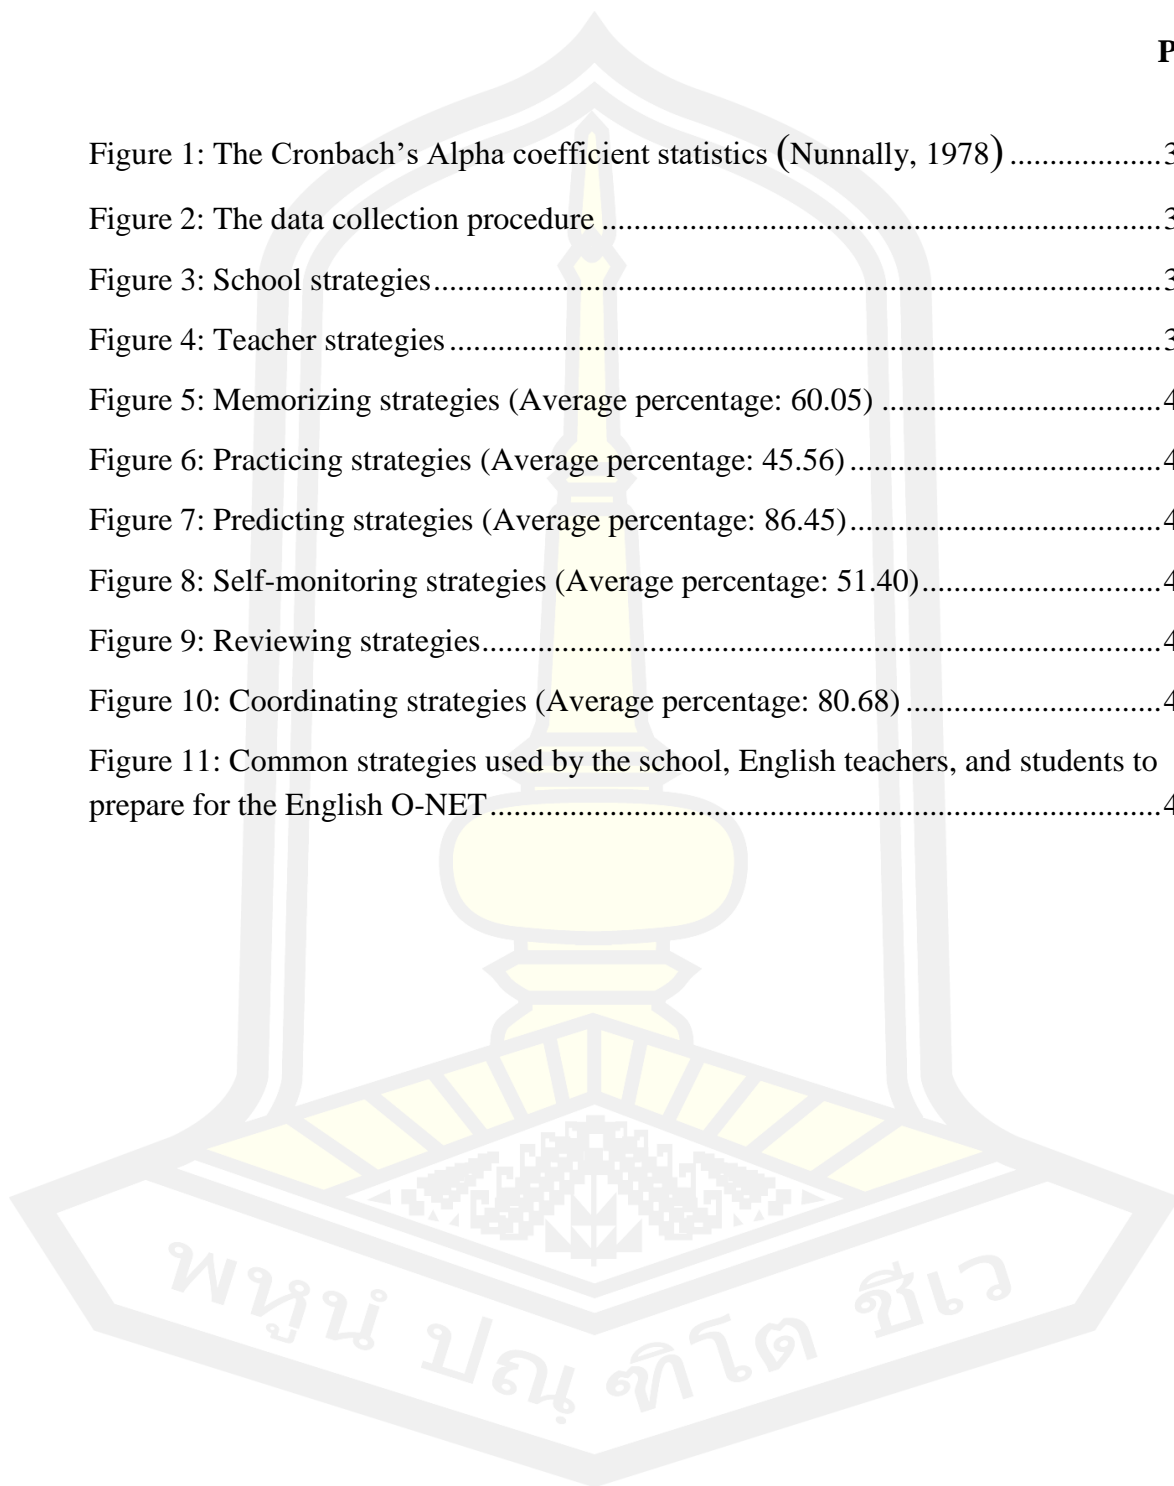 P
Figure 1: The Cronbach’s Alpha coefficient statistics (Nunnally, 1978) ..................3
Figure 2: The data collection procedure ....................................................................3
Figure 3: School strategies........................................................................................3
Figure 4: Teacher strategies ......................................................................................3
Figure 5: Memorizing strategies (Average percentage: 60.05) ..................................4
Figure 6: Practicing strategies (Average percentage: 45.56) ......................................4
Figure 7: Predicting strategies (Average percentage: 86.45)......................................4
Figure 8: Self-monitoring strategies (Average percentage: 51.40).............................4
Figure 9: Reviewing strategies..................................................................................4
Figure 10: Coordinating strategies (Average percentage: 80.68) ...............................4
Figure 11: Common strategies used by the school, English teachers, and students to
prepare for the English O-NET .................................................................................4
พหูนํ ปณฺฑิโต ชีเว